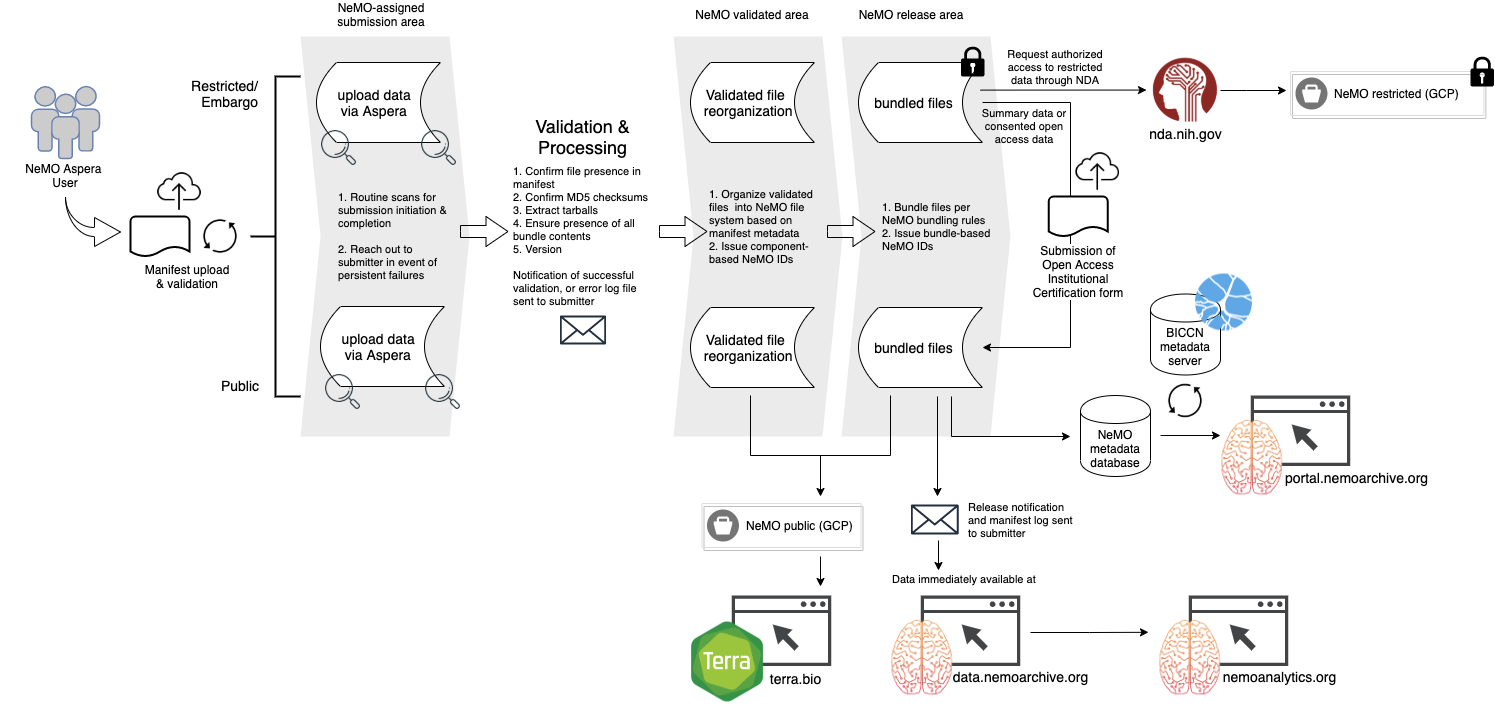 NeMO-assigned
submission area
NeMO validated area
NeMO release area
Restricted/
Embargo
upload data
via Aspera
NeMO Aspera
User
Manifest upload
& validation
1. Routine scans for
submission initiation &
completion
2. Reach out to
submitter in event of
persistent failures
upload data
via Aspera
Public
Validation &
Processing
1. Confirm file presence in
manifest
2. Confirm MD5 checksums
3. Extract tarballs
4. Ensure presence of all
bundle contents
5. Version
Notification of successful
validation, or error log file
sent to submitter
Validated file
reorganization
1. Organize validated
files into NeMO file
system based on
manifest metadata
2. Issue component-
based NeMO IDs
Validated file
reorganization
bundled files
1. Bundle files per
NeMO bundling rules
2. Issue bundle-based
NeMO IDs
bundled files
Request authorized
access to restricted
data through NDA
Summary data or
consented open
access data
nda.nih.gov
NeMO restricted (GCP)
Submission of
Open Access
Institutional
Certification form
BICCN
metadata
server
NeMO
metadata
database
portal.nemoarchive.org
NeMO public (GCP)
Release notification
and manifest log sent
to submitter
Data immediately available at
Terra
terra.bio
data.nemoarchive.org
nemoanalytics.org